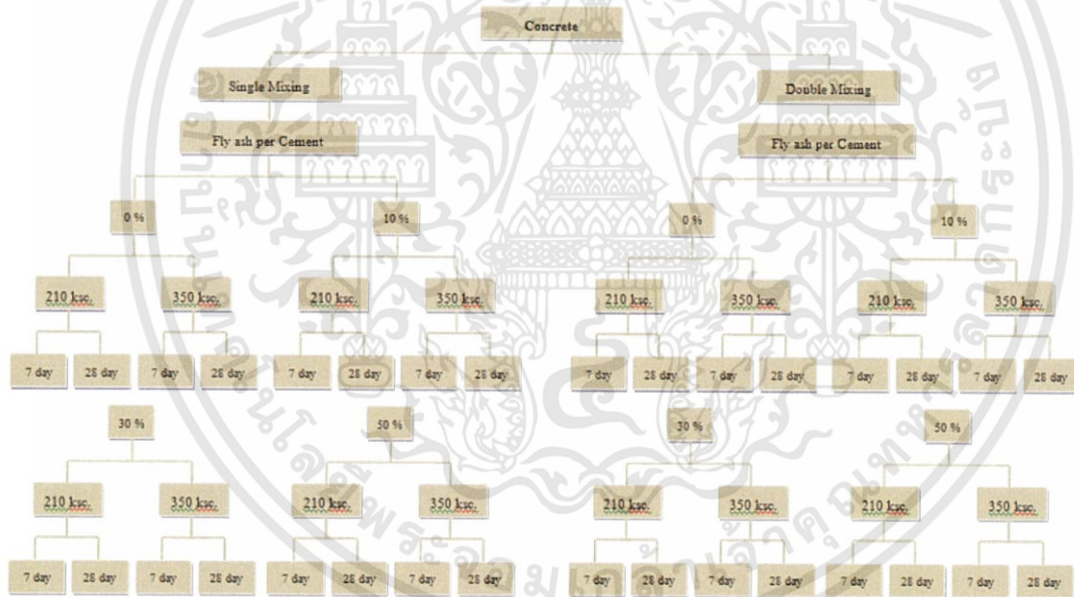 Concrete
Single Mixing Double Mixing
Fly ash per Cement Fly ash per Cement
0 % 10 % 0 % 10 %
210 ksc. 350 ksc. 210 ksc. 350 ksc. 210 ksc. 350 ksc. 210 ksc. 350 ksc.
7 day 28 day 7 day 28 day 7 day 28 day 7 day 28 day 7 day 28 day 7 day 28 day 7 day 28 day 7 day 28 day
30 % 50 % 30 % 50 %
210 ksc. 350 ksc. 210 ksc. 350 ksc. 210 ksc. 350 ksc. 210 ksc. 350 ksc.
7 day 28 day 7 day 28 day 7 day 28 day 7 day 28 day 7 day 28 day 7 day 28 day 7 day 28 day 7 day 28 day